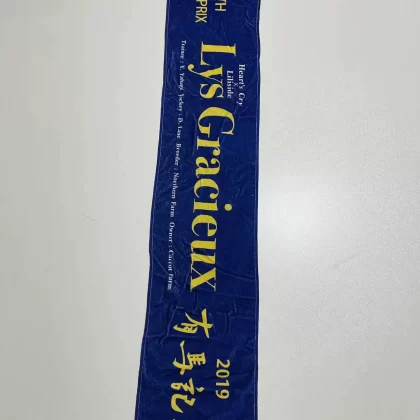 TH
PRIX
Heart's Cry
Liliside
Lys Gracieux
Trainer : Y. Yahagi Jockey : D. Lane Breeder : Northern Farm Owner : Carrot Farm
2019
有馬記